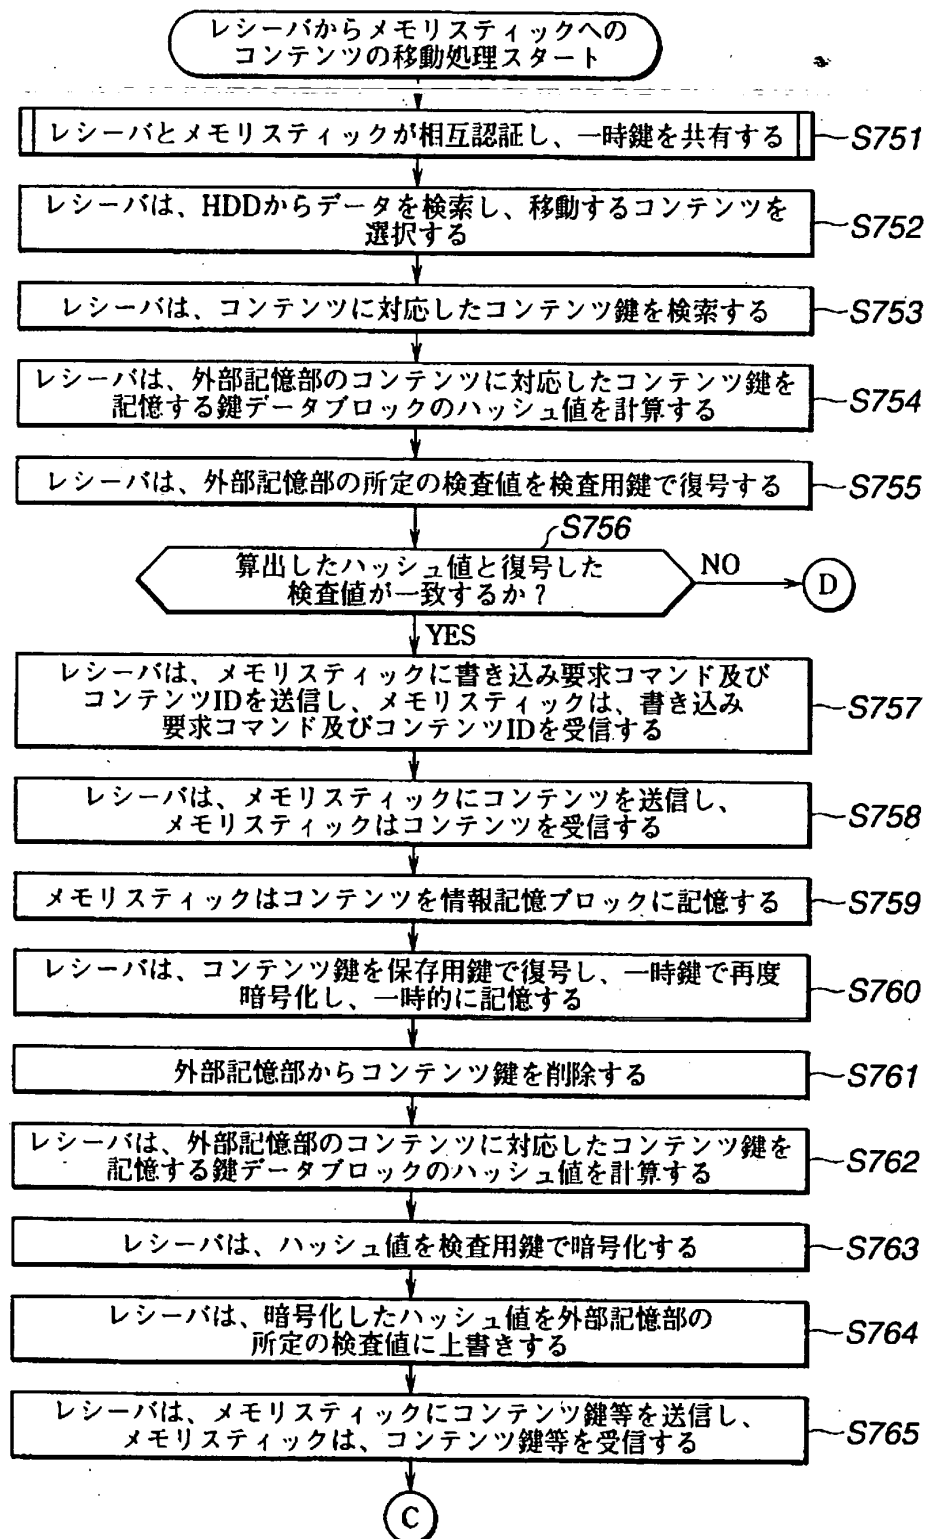 レシーバからメモリスティックへの
コンテンツの移動処理スタート
レシーバとメモリスティックが相互認証し、一時鍵を共有する
S751
レシーバは、HDDからデータを検索し、移動するコンテンツを
選択する
S752
レシーバは、コンテンツに対応したコンテンツ鍵を検索する
S753
レシーバは、外部記憶部のコンテンツに対応したコンテンツ鍵を
記憶する鍵データブロックのハッシュ値を計算する
S754
レシーバは、外部記憶部の所定の検査値を検査用鍵で復号する
S755
S756
算出したハッシュ値と復号した
検査値が一致するか？
NO
D
YES
レシーバは、メモリスティックに書き込み要求コマンド及び
コンテンツIDを送信し、メモリスティックは、書き込み
要求コマンド及びコンテンツIDを受信する
S757
レシーバは、メモリスティックにコンテンツを送信し、
メモリスティックはコンテンツを受信する
S758
メモリスティックはコンテンツを情報記憶ブロックに記憶する
S759
レシーバは、コンテンツ鍵を保存用鍵で復号し、一時鍵で再度
暗号化し、一時的に記憶する
S760
外部記憶部からコンテンツ鍵を削除する
S761
レシーバは、外部記憶部のコンテンツに対応したコンテンツ鍵を
記憶する鍵データブロックのハッシュ値を計算する
S762
レシーバは、ハッシュ値を検査用鍵で暗号化する
S763
レシーバは、暗号化したハッシュ値を外部記憶部の
所定の検査値に上書きする
S764
レシーバは、メモリスティックにコンテンツ鍵等を送信し、
メモリスティックは、コンテンツ鍵等を受信する
S765
C